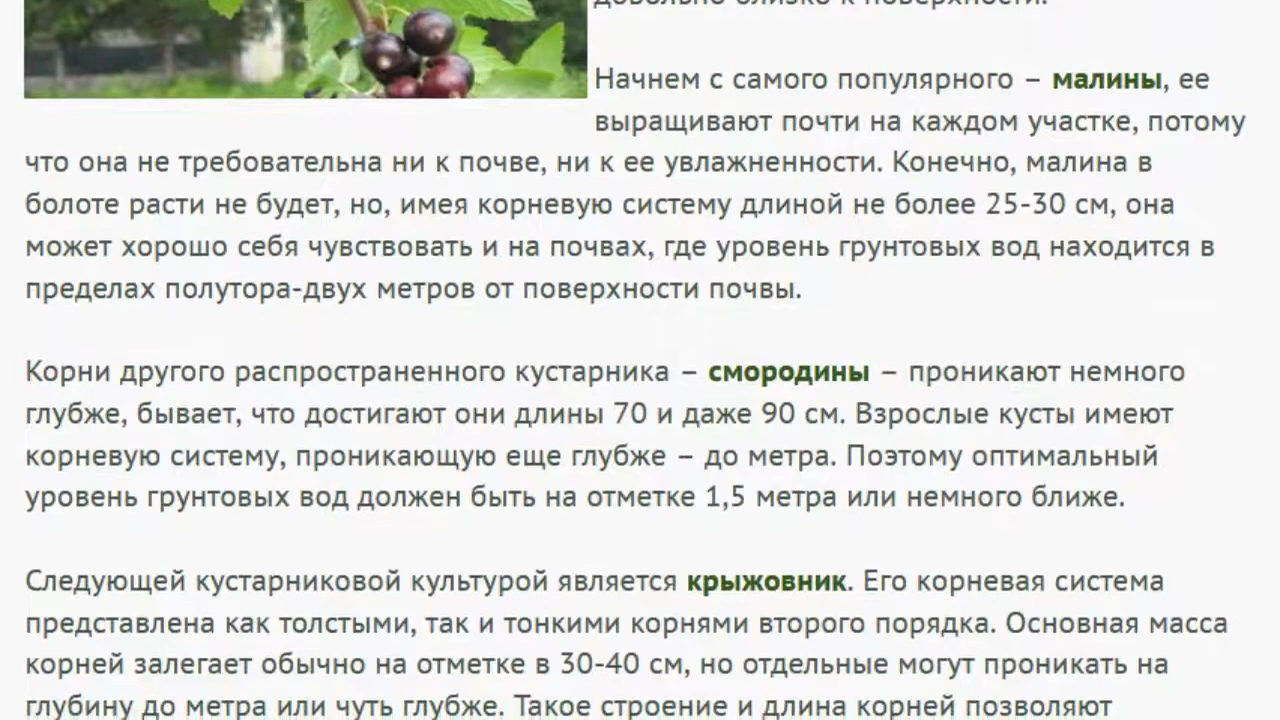 довольно близко к поверхности.
Начнем с самого популярного – малины, ее
выращивают почти на каждом участке, потому
что она не требовательна ни к почве, ни к ее увлажненности. Конечно, малина в
болоте расти не будет, но, имея корневую систему длиной не более 25-30 см, она
может хорошо себя чувствовать и на почвах, где уровень грунтовых вод находится в
пределах полутора-двух метров от поверхности почвы.
Корни другого распространенного кустарника – смородины – проникают немного
глубже, бывает, что достигают они длины 70 и даже 90 см. Взрослые кусты имеют
корневую систему, проникающую еще глубже – до метра. Поэтому оптимальный
уровень грунтовых вод должен быть на отметке 1,5 метра или немного ближе.
Следующей кустарниковой культурой является крыжовник. Его корневая система
представлена как толстыми, так и тонкими корнями второго порядка. Основная масса
корней залегает обычно на отметке в 30-40 см, но отдельные могут проникать на
глубину до метра или чуть глубже. Такое строение и длина корней позволяют